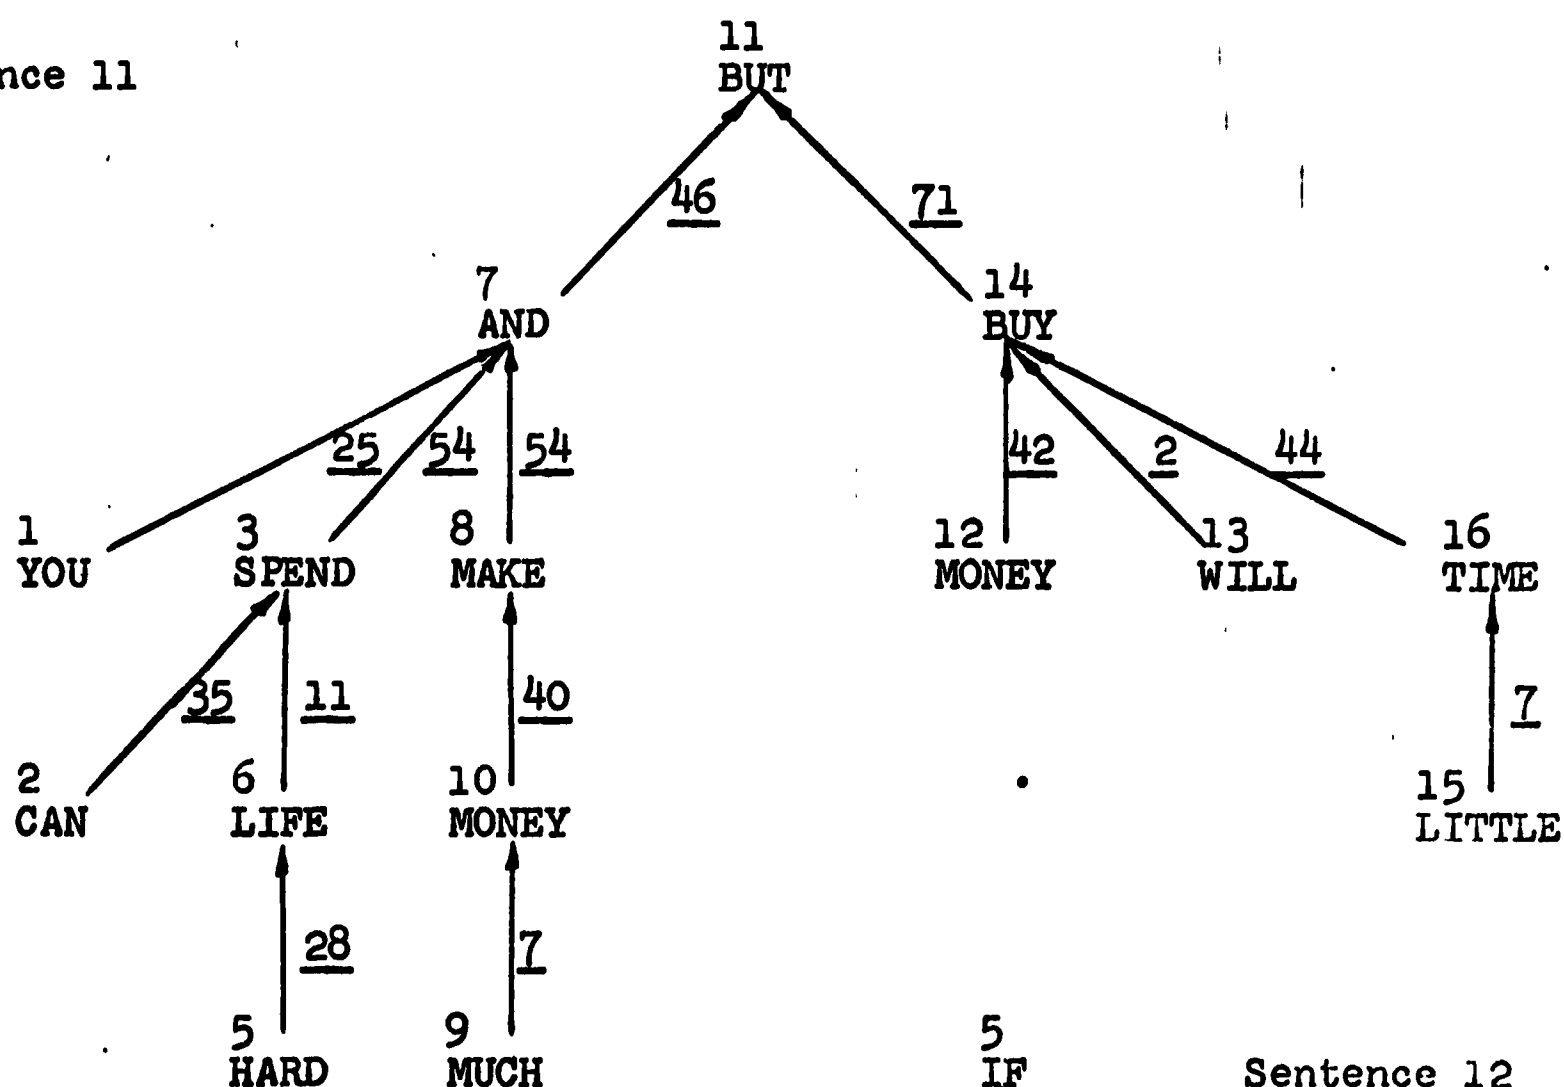 11
nce 11
BUT
46
71
7
14
AND
BUY
25 54 54 42 2 44
1 3 8 12 13 16
YOU SPEND MAKE MONEY WILL TIME
35 11 40 7
2 6 10 15
CAN LIFE MONEY LITTLE
28 7
5 9 5
HARD MUCH IF Sentence 12